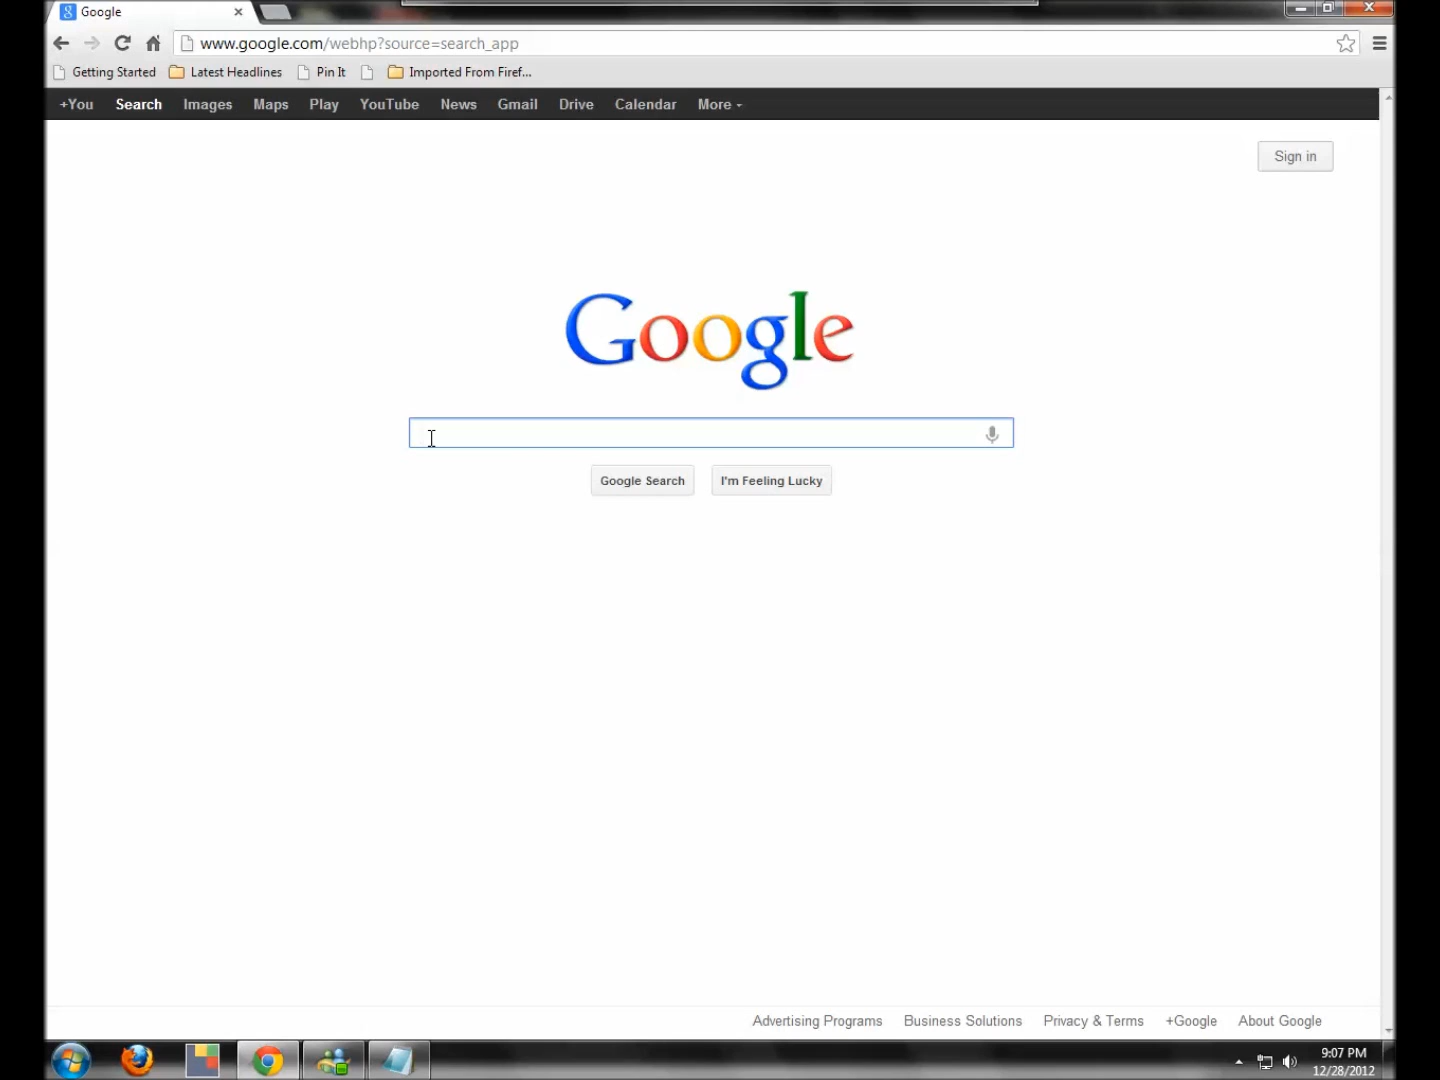 Google
www.google.com/webhp?source=search_app
Getting Started Latest Headlines Pin It Imported From Firef...
+You Search Images Maps Play YouTube News Gmail Drive Calendar More
Sign in
Google
Google Search I'm Feeling Lucky
Advertising Programs Business Solutions Privacy & Terms +Google About Google
9:07 PM
12/28/2012